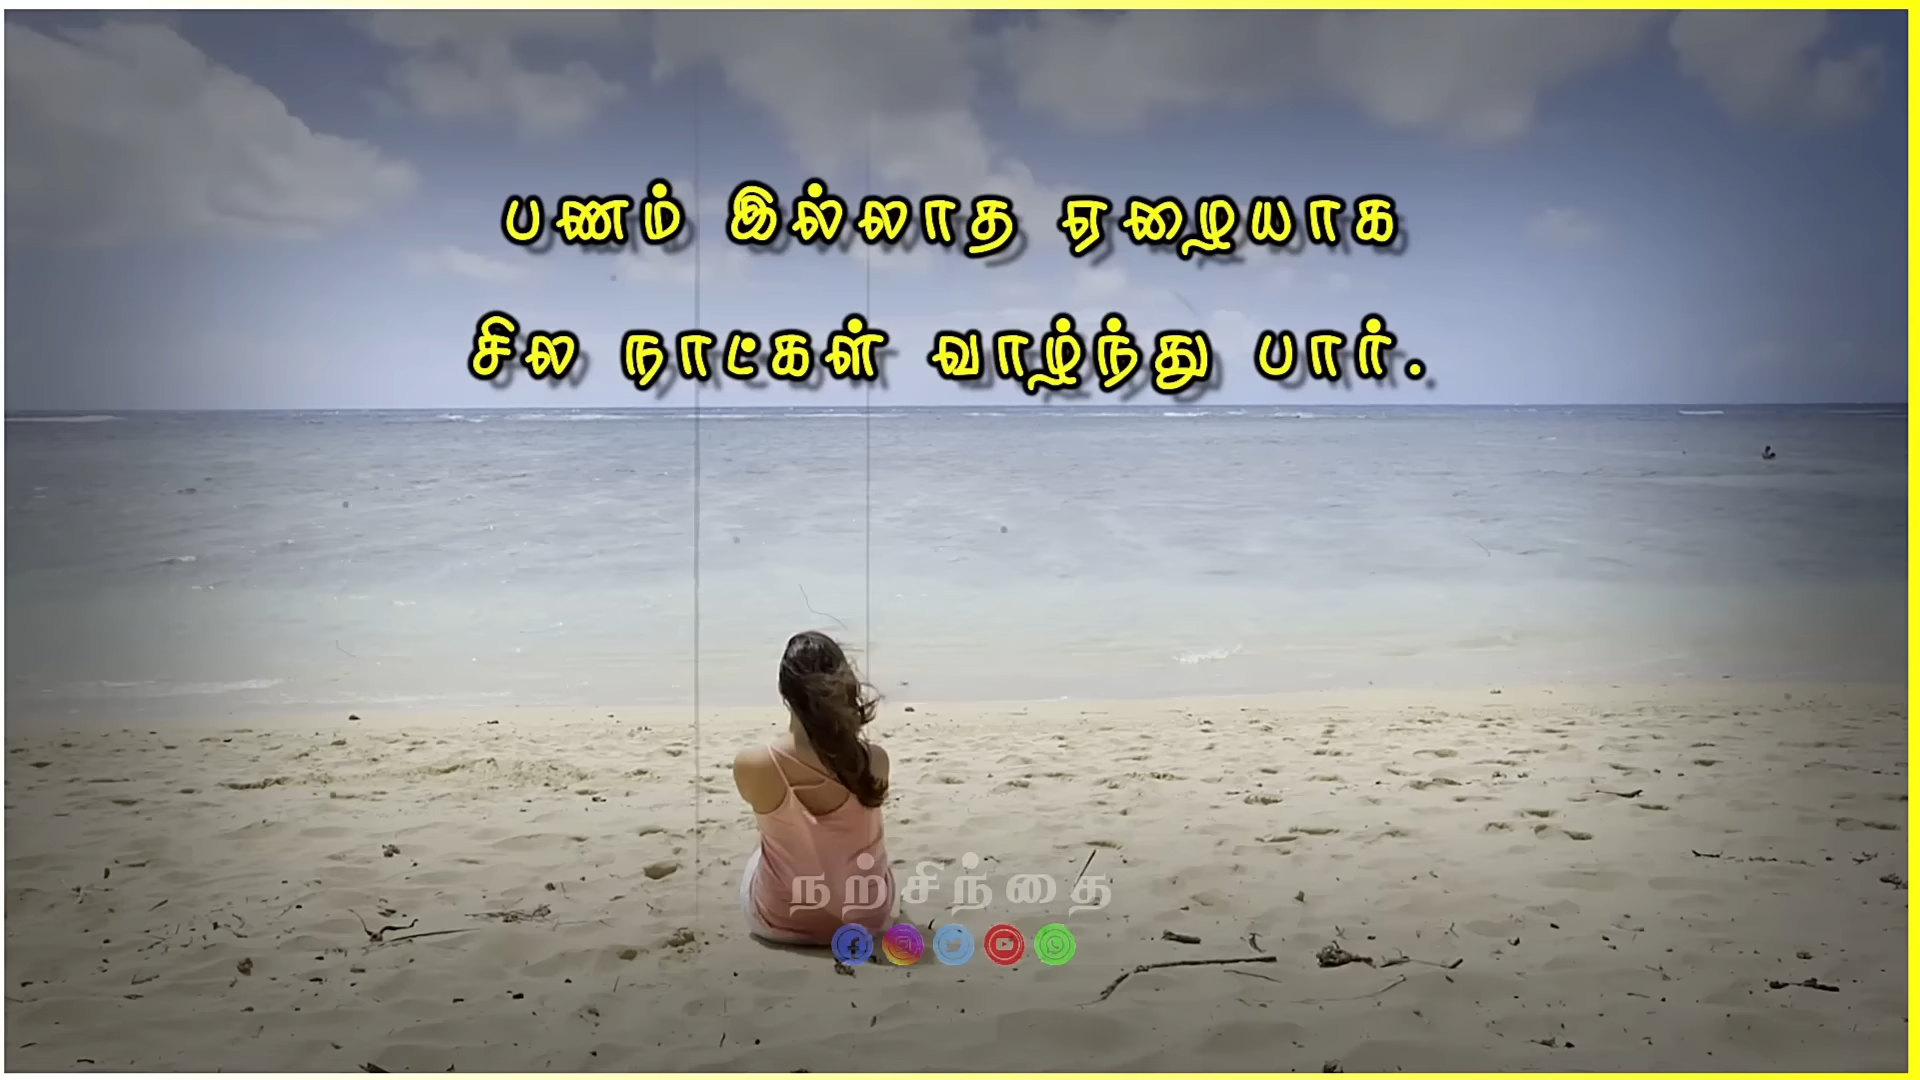 பணம் இல்லாத ஏழையாக
சில நாட்கள் வாழ்ந்து பார்.
நற்சிந்தை